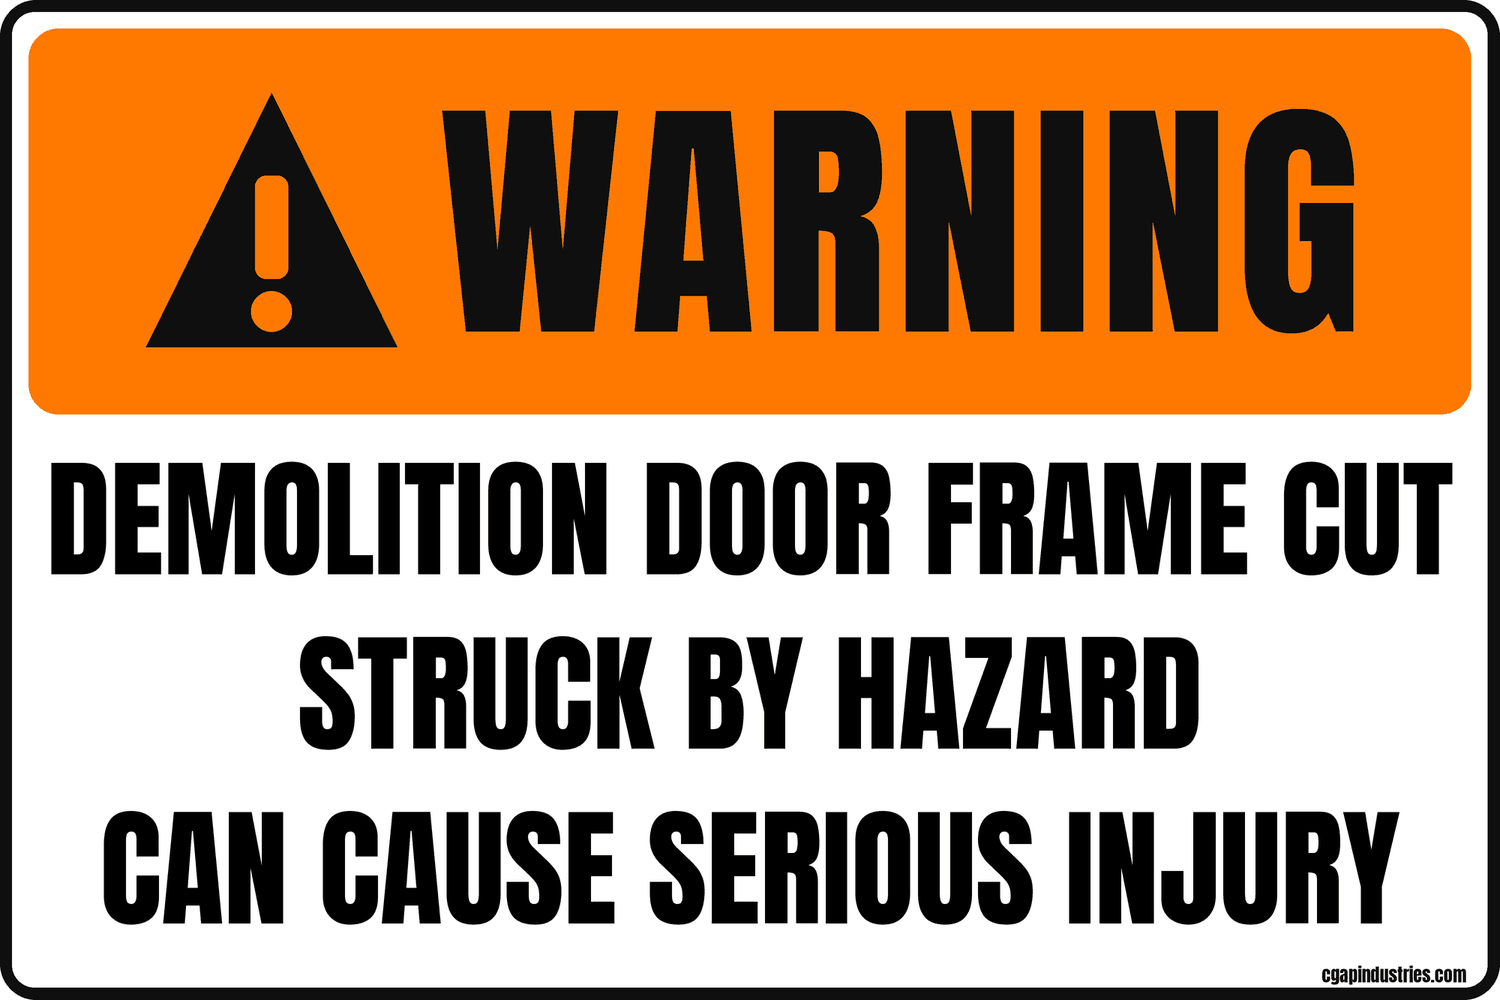 WARNING
DEMOLITION DOOR FRAME CUT
STRUCK BY HAZARD
CAN CAUSE SERIOUS INJURY
cgapindustries.com